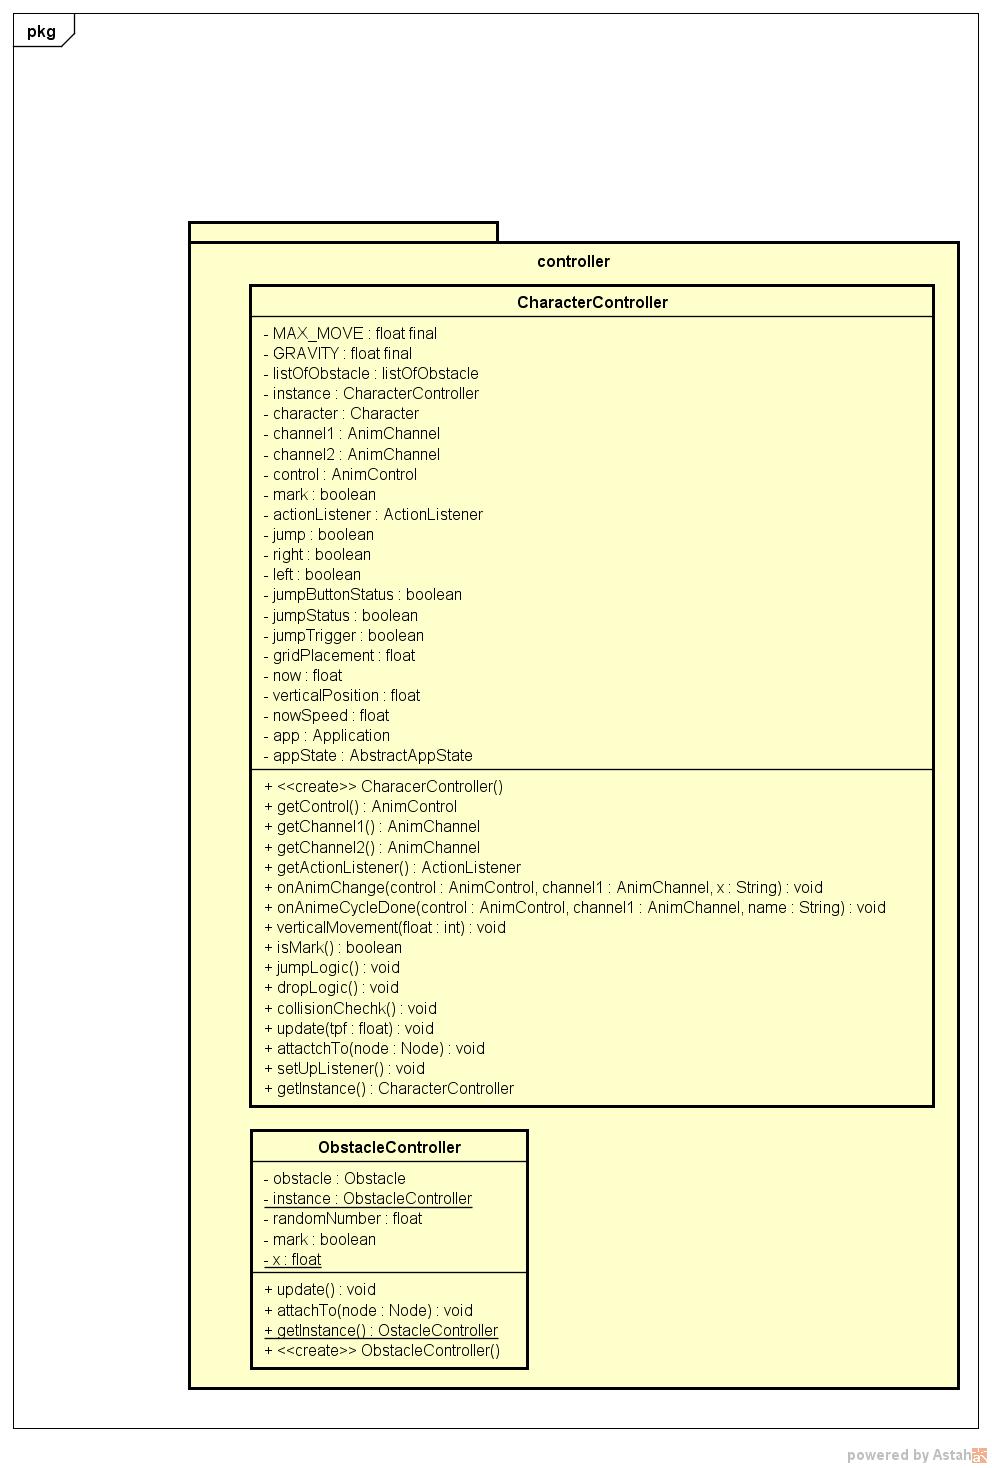 pkg
controller
CharacterController
- MAX_MOVE : float final
- GRAVITY : float final
- listOfObstacle : listOfObstacle
- instance : CharacterController
- character : Character
- channel1 : AnimChannel
- channel2 : AnimChannel
- control : AnimControl
- mark : boolean
- actionListener : ActionListener
- jump : boolean
- right : boolean
- left : boolean
- jumpButtonStatus : boolean
- jumpStatus : boolean
- jumpTrigger : boolean
- gridPlacement : float
- now : float
- verticalPosition : float
- nowSpeed : float
- app : Application
- appState : AbstractAppState
+ <<create>> CharacerController()
+ getControl() : AnimControl
+ getChannel1() : AnimChannel
+ getChannel2() : AnimChannel
+ getActionListener() : ActionListener
+ onAnimChange(control : AnimControl, channel1 : AnimChannel, x : String) : void
+ onAnimeCycleDone(control : AnimControl, channel1 : AnimChannel, name : String) : void
+ verticalMovement(float : int) : void
+ isMark() : boolean
+ jumpLogic() : void
+ dropLogic() : void
+ collisionChechk() : void
+ update(tpf : float) : void
+ attactchTo(node : Node) : void
+ setUpListener() : void
+ getInstance() : CharacterController
ObstacleController
- obstacle : Obstacle
- instance : ObstacleController
- randomNumber : float
- mark : boolean
- x : float
+ update() : void
+ attachTo(node : Node) : void
+ getInstance() : OstacleController
+ <<create>> ObstacleController()
powered by Astah